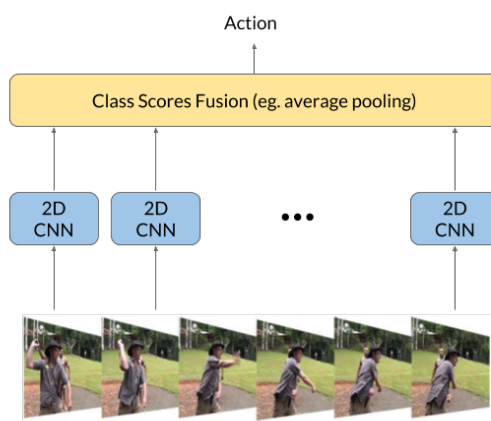 Action
Class Scores Fusion (eg. average pooling)
2D
CNN
2D
CNN
2D
CNN